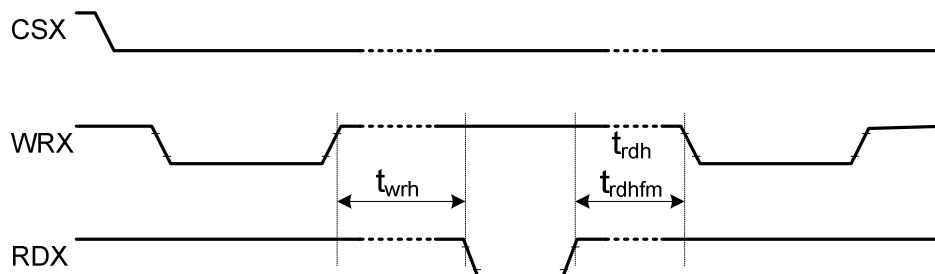 CSX
WRX
t_rdh
t_wrh
t_rdhfm
RDX